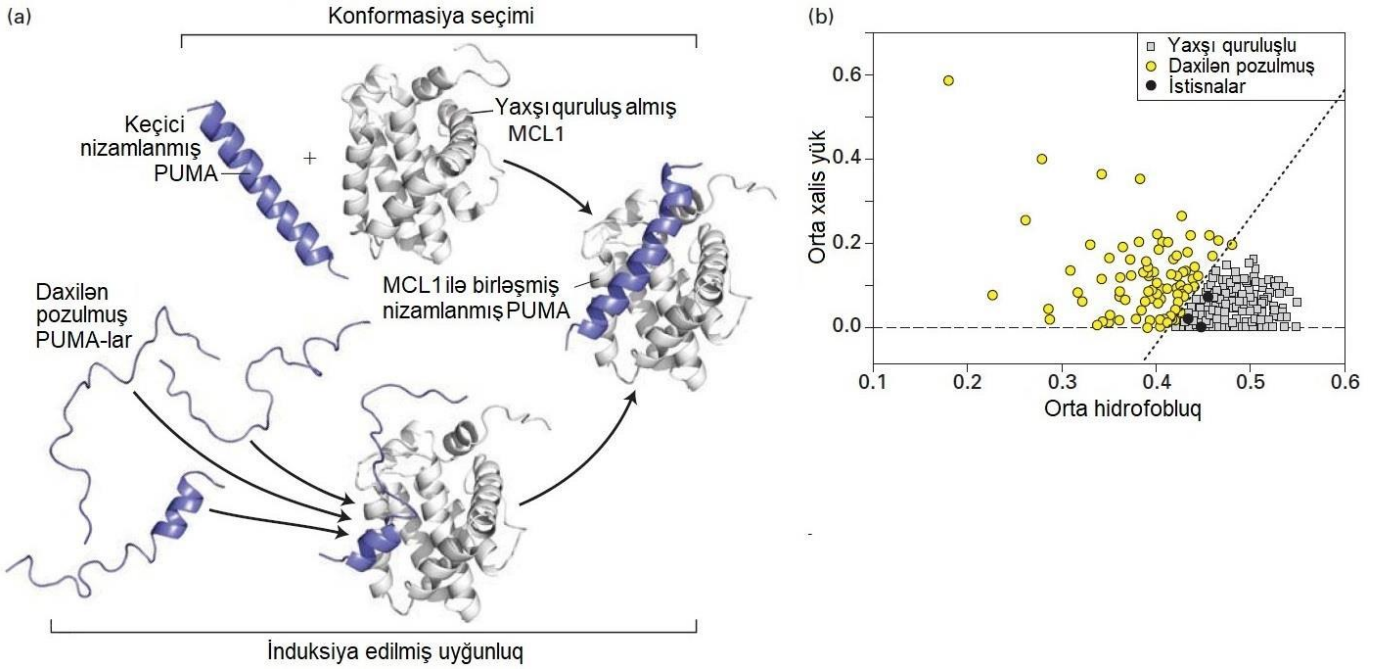 (a)
Konformasiya seçimi
Keçici
nizamlanmış
PUMA
+
Yaxşı quruluş almış
MCL1
MCL1 ilə birləşmiş
nizamlanmış PUMA
Daxilən
pozulmuş
PUMA-lar
İnduksiya edilmiş uyğunluq
(b)
Yaxşı quruluşlu
Daxilən pozulmuş
İstisnalar
Orta xalis yük
0.6
0.4
0.2
0.0
0.1 0.2 0.3 0.4 0.5 0.6
Orta hidrofobluq
-